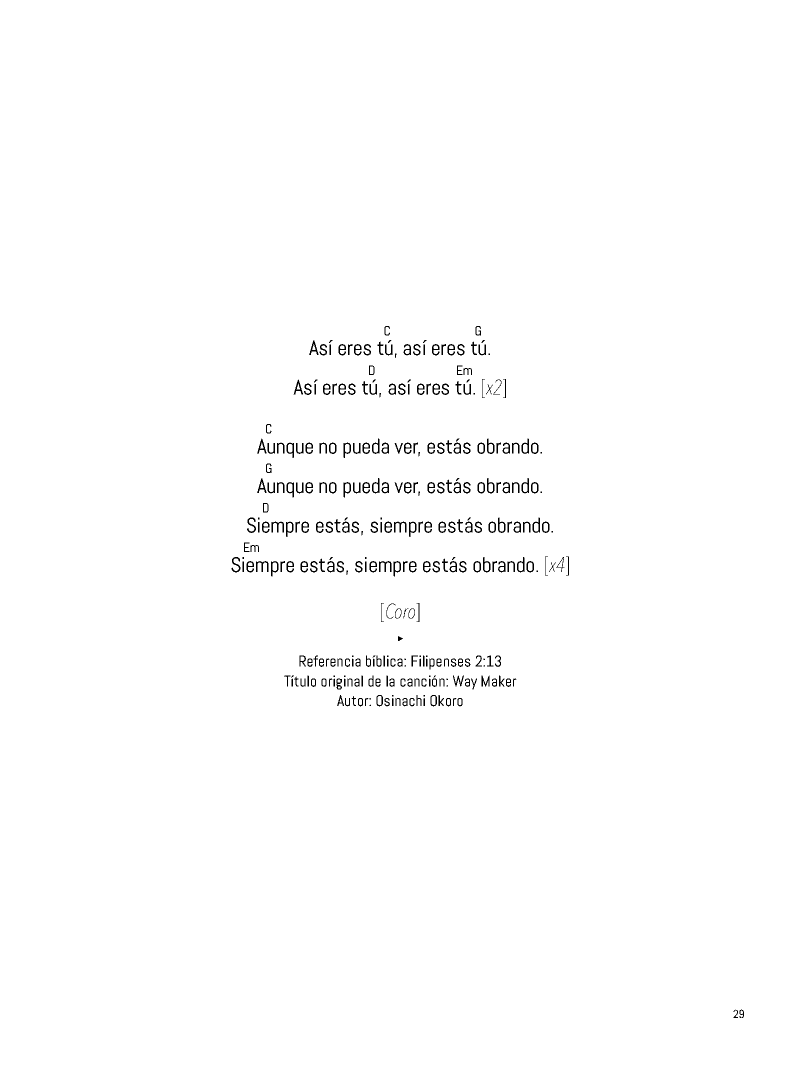 C G
Así eres tú, así eres tú.
D Em
Así eres tú, así eres tú. [x2]
C
Aunque no pueda ver, estás obrando.
G
Aunque no pueda ver, estás obrando.
D
Siempre estás, siempre estás obrando.
Em
Siempre estás, siempre estás obrando. [x4]
[Coro]
Referencia bíblica: Filipenses 2:13
Título original de la canción: Way Maker
Autor: Osinachi Okoro
29